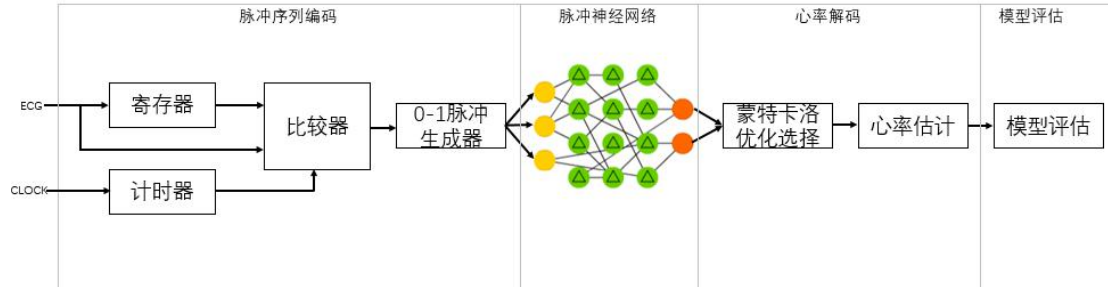 脉冲序列编码
脉冲神经网络
心率解码
模型评估
ECG
寄存器
比较器
0-1脉冲
生成器
蒙特卡洛
优化选择
心率估计
模型评估
CLOCK
计时器